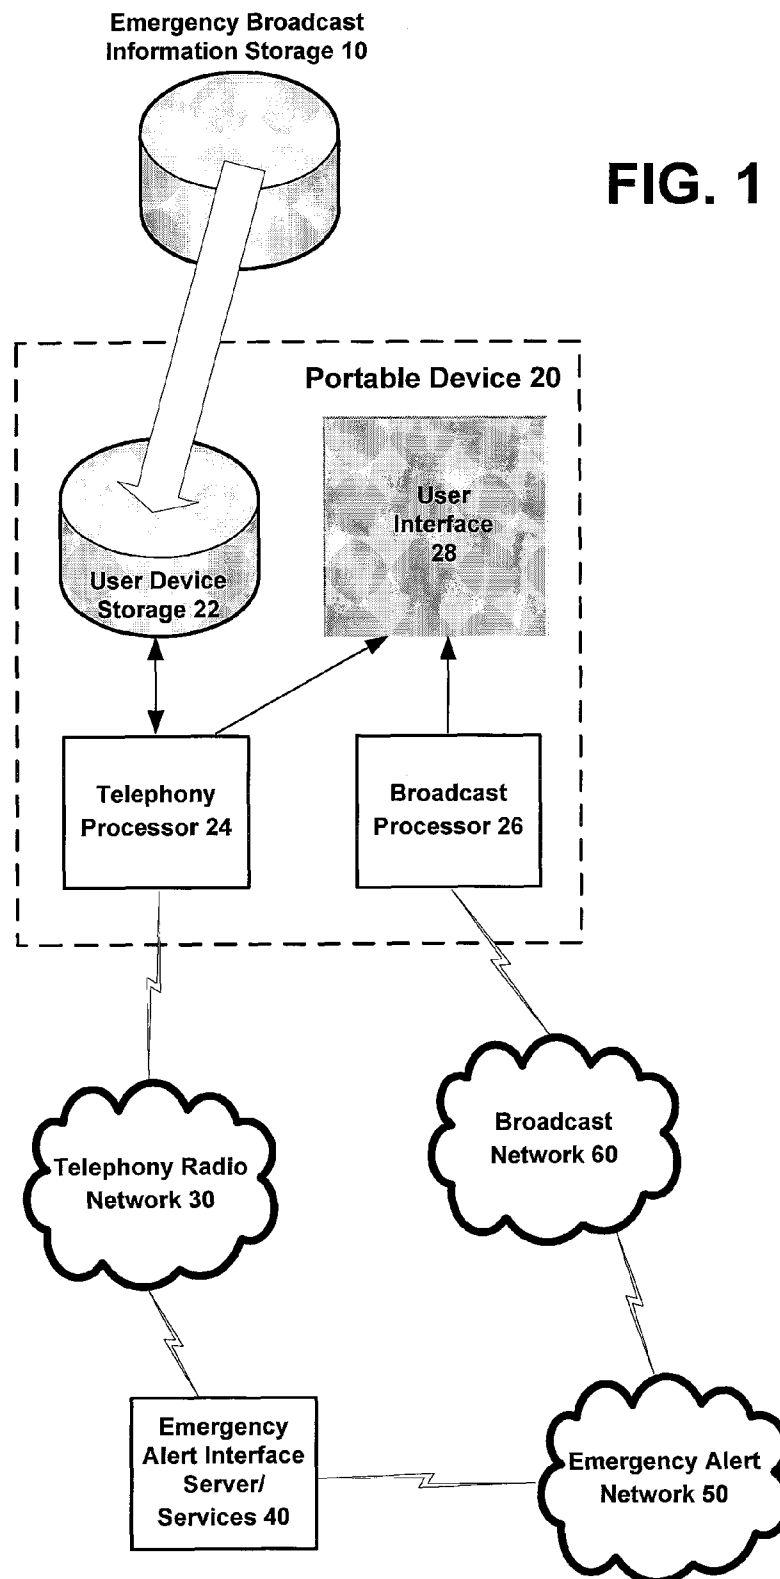 Emergency Broadcast
Information Storage 10
FIG. 1
Portable Device 20
User
Interface
28
User Device
Storage 22
Telephony
Processor 24
Broadcast
Processor 26
Broadcast
Network 60
Telephony Radio
Network 30
Emergency
Alert Interface
Server/
Services 40
Emergency Alert
Network 50